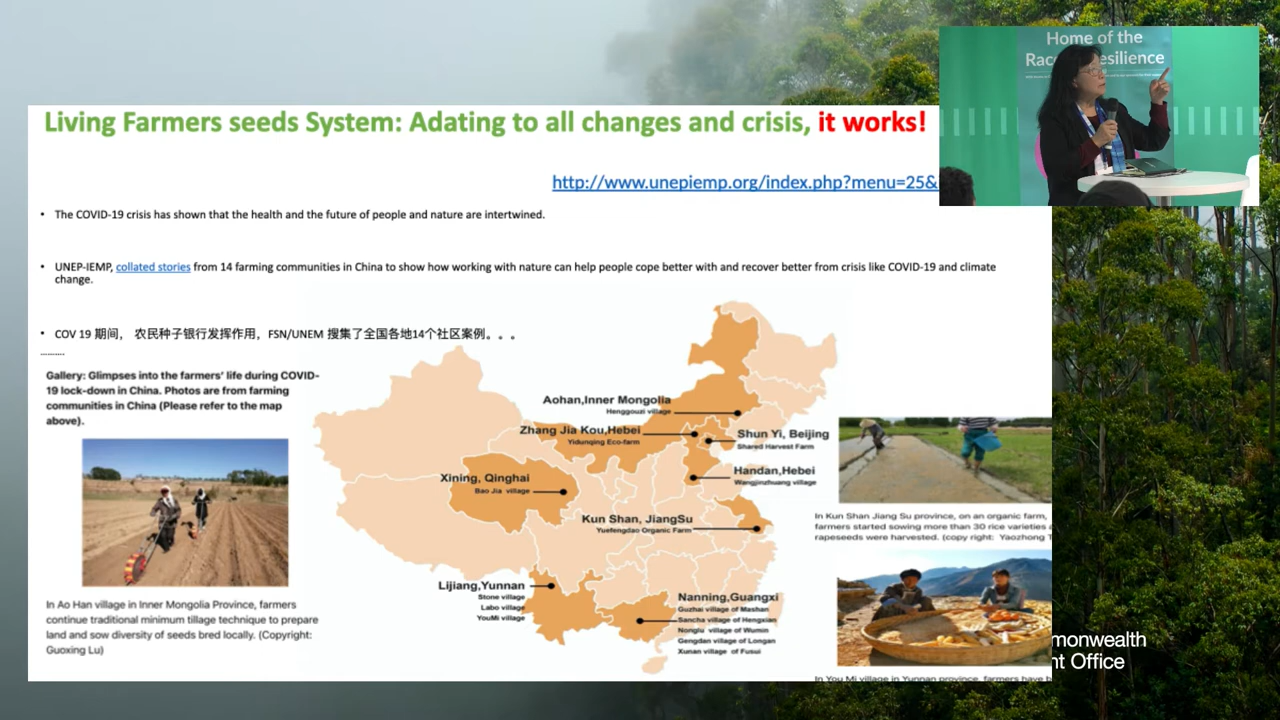 Home of the
Race Resilience
Living Farmers seeds System: Adating to all changes and crisis, it works!
http://www.unepiemp.org/index.php?menu=25&
• The COVID-19 crisis has shown that the health and the future of people and nature are intertwined.
• UNEP-IEMP, collated stories from 14 farming communities in China to show how working with nature can help people cope better with and recover better from crisis like COVID-19 and climate
change.
• COV 19 期间， 农民种子银行发挥作用，FSN/UNEM 搜集了全国各地14个社区案例。。。
..........
Gallery: Glimpses into the farmers' life during COVID-
19 lock-down in China. Photos are from farming
communities in China (Please refer to the map
above).
In Ao Han village in Inner Mongolia Province, farmers
continue traditional minimum tillage technique to prepare
land and sow diversity of seeds bred locally. (Copyright:
Guoxing Lu)
Aohan,Inner Mongolia
Henggouzi village
Zhang Jia Kou,Hebei
Yidunqing Eco-farm
Shun Yi, Beijing
Shared Harvest Farm
Xining, Qinghai
Bao Jia village
Handan,Hebei
Wangjinzhuang village
Kun Shan, JiangSu
Yuefengdao Organic Farm
Lijiang,Yunnan
Stone village
Labo village
YouMi village
Nanning,Guangxi
Guzhai village of Mashan
Sancha village of Hengxian
Nonglu village of Wumin
Gengdan village of Longan
Xunan village of Fusui
In Kun Shan Jiang Su province, on an organic farm,
farmers started sowing more than 30 rice varieties
rapeseeds were harvested. (copy right: Yaozhong
In You Mi village in Yunnan province, farmers have
monwealth
nt Office